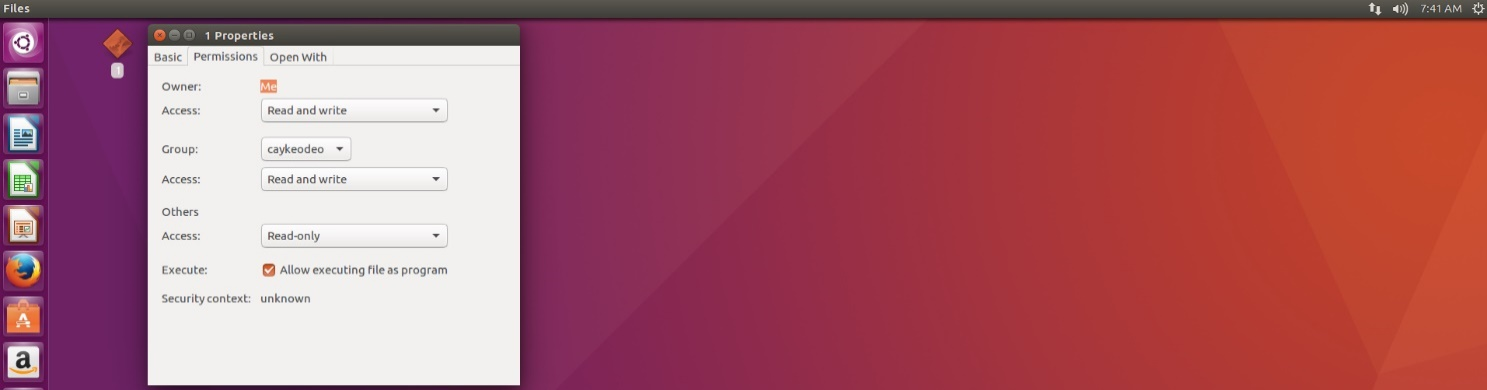 Files
7:41 AM
1
1 Properties
Basic Permissions Open With
Owner: Me
Access: Read and write
Group: caykeodeo
Access: Read and write
Others
Access: Read-only
Execute: Allow executing file as program
Security context: unknown